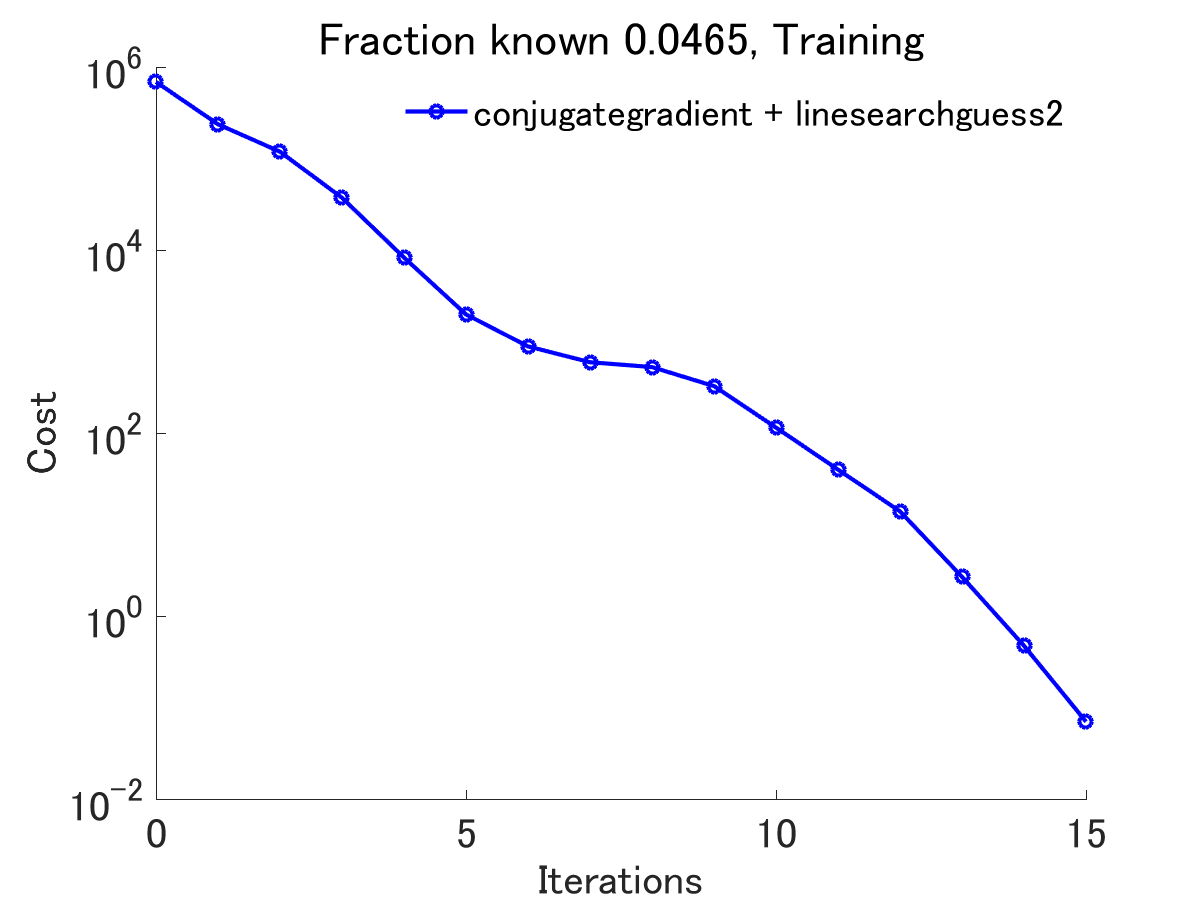 Fraction known 0.0465, Training
conjugategradient + linesearchguess2
10^6
10^4
10^2
10^0
10^-2
Cost
0 5 10 15
Iterations